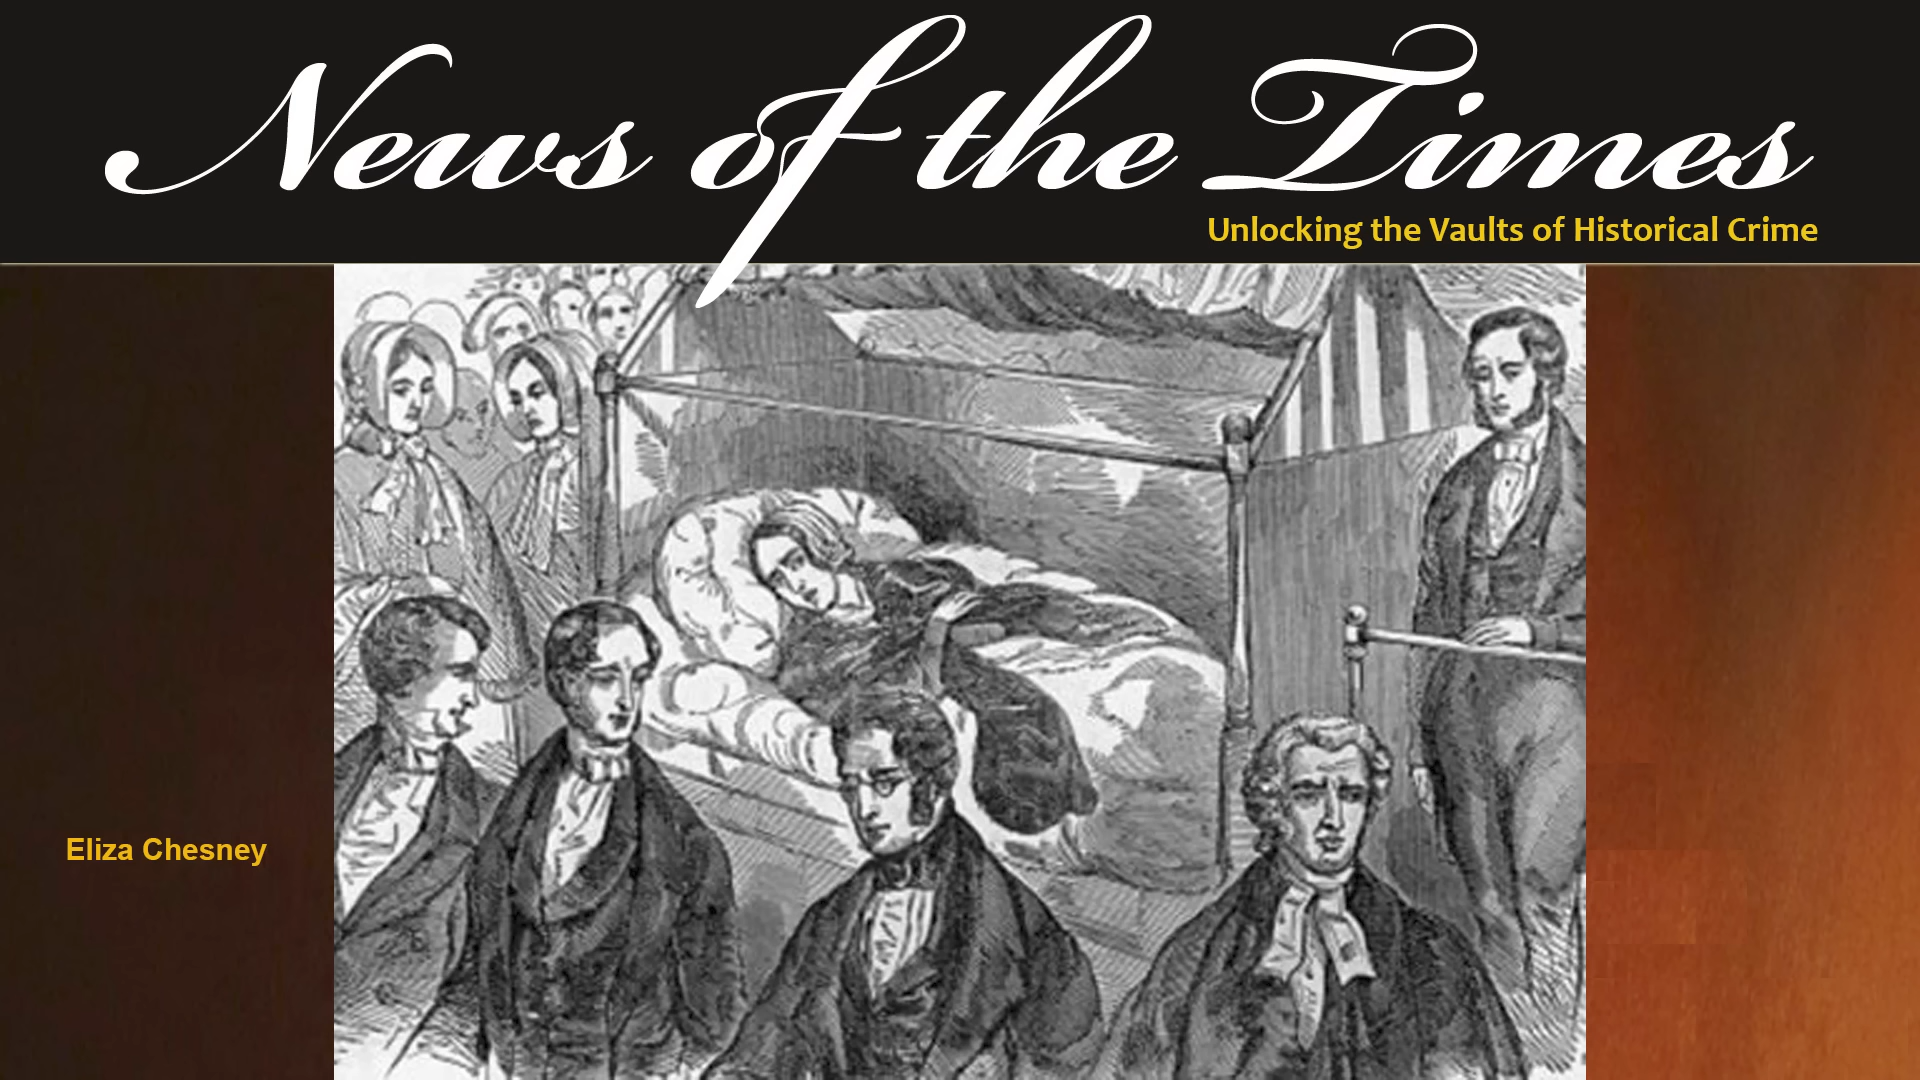 News of the Times
Unlocking the Vaults of Historical Crime
Eliza Chesney